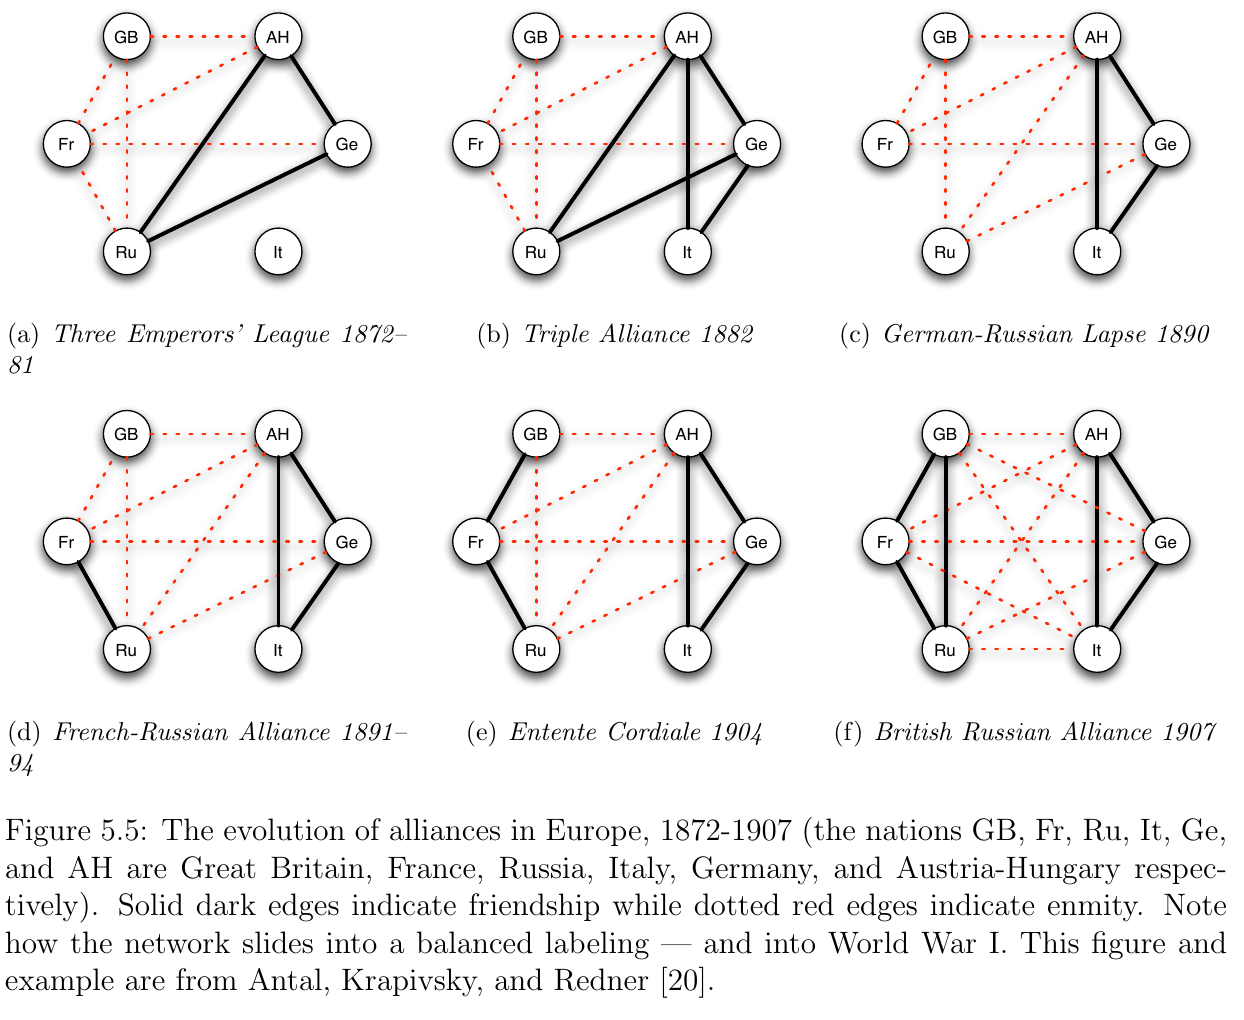 GB AH GB AH GB AH
Fr Ge Fr Ge Fr Ge
Ru It Ru It Ru It
(a) Three Emperors' League 1872–
81
(b) Triple Alliance 1882
(c) German-Russian Lapse 1890
GB AH GB AH GB AH
Fr Ge Fr Ge Fr Ge
Ru It Ru It Ru It
(d) French-Russian Alliance 1891–
94
(e) Entente Cordiale 1904
(f) British Russian Alliance 1907
Figure 5.5: The evolution of alliances in Europe, 1872-1907 (the nations GB, Fr, Ru, It, Ge,
and AH are Great Britain, France, Russia, Italy, Germany, and Austria-Hungary respec-
tively). Solid dark edges indicate friendship while dotted red edges indicate enmity. Note
how the network slides into a balanced labeling — and into World War I. This figure and
example are from Antal, Krapivsky, and Redner [20].